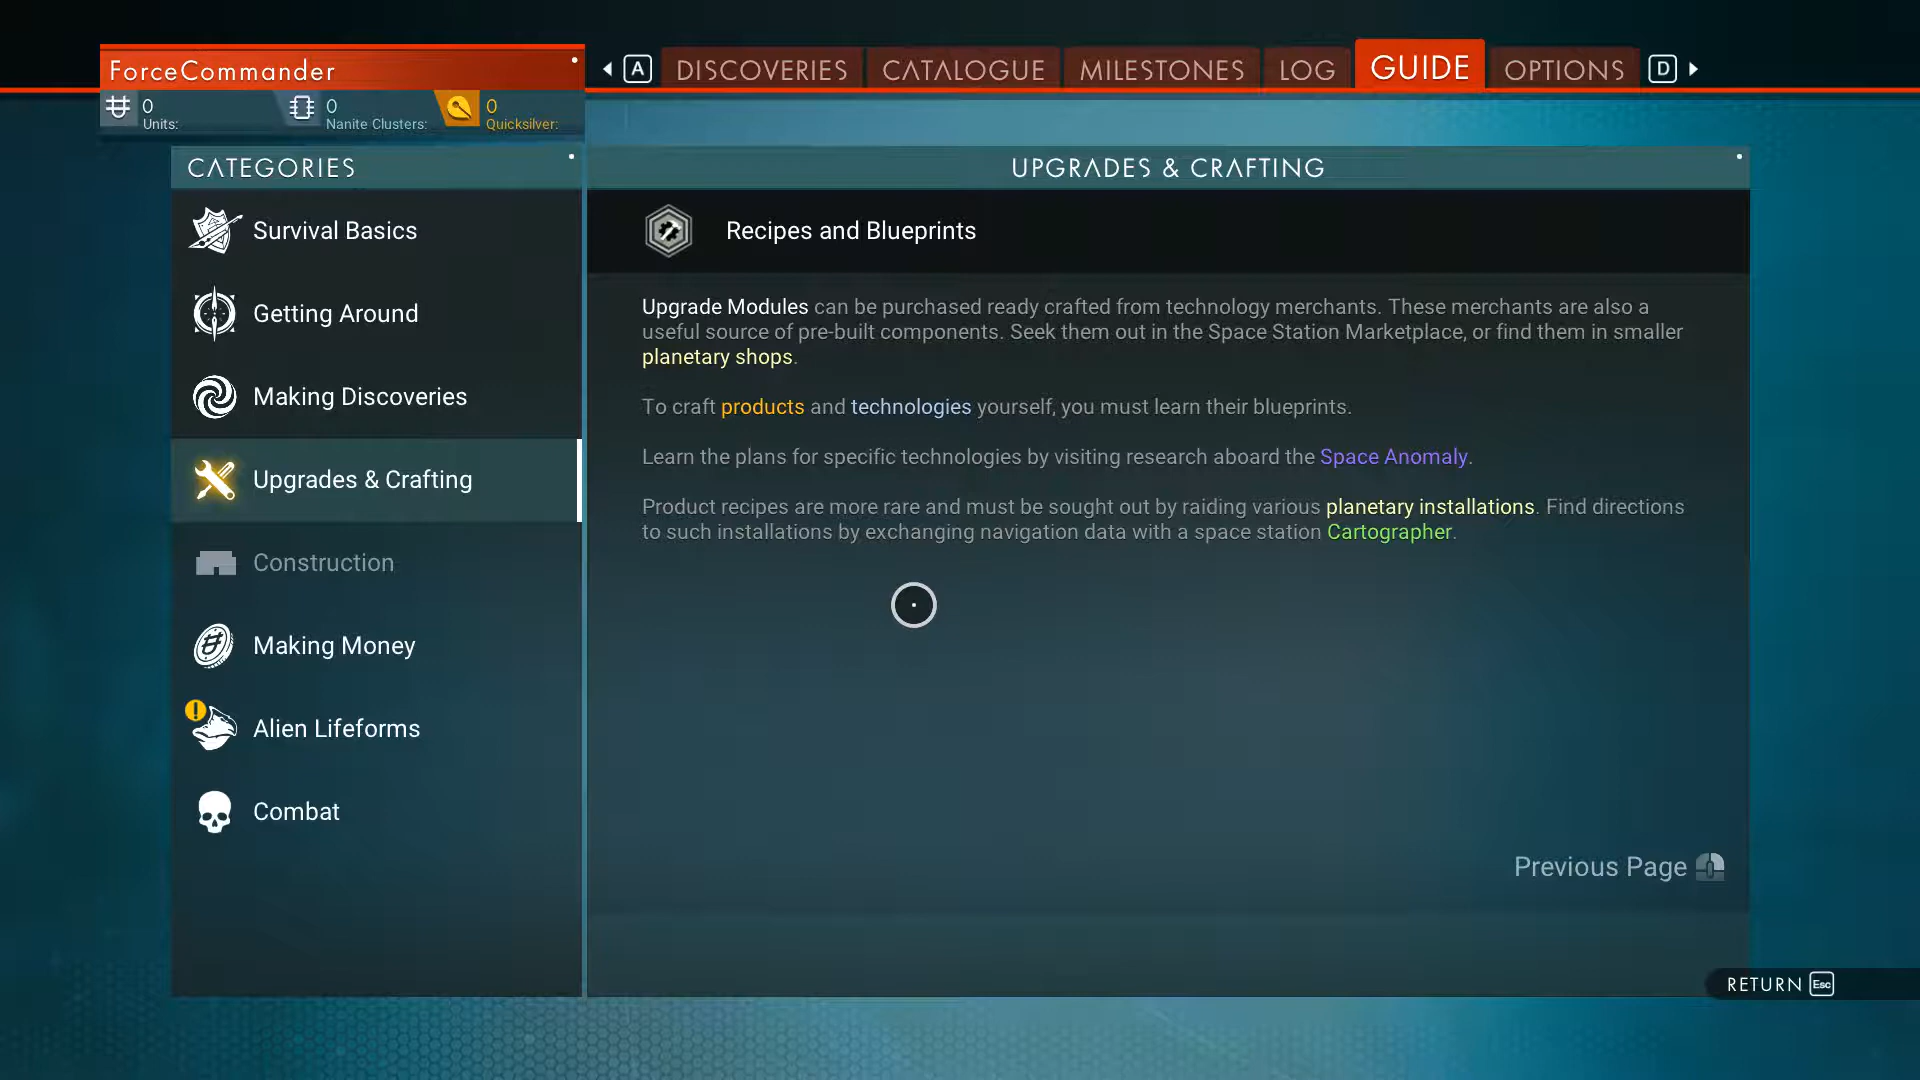 ForceCommander
0
Units:
0
Nanite Clusters:
0
Quicksilver:
A
DISCOVERIES
CATALOGUE
MILESTONES
LOG
GUIDE
OPTIONS
D
CATEGORIES
Survival Basics
Getting Around
Making Discoveries
Upgrades & Crafting
Construction
Making Money
Alien Lifeforms
Combat
UPGRADES & CRAFTING
Recipes and Blueprints
Upgrade Modules can be purchased ready crafted from technology merchants. These merchants are also a
useful source of pre-built components. Seek them out in the Space Station Marketplace, or find them in smaller
planetary shops.
To craft products and technologies yourself, you must learn their blueprints.
Learn the plans for specific technologies by visiting research aboard the Space Anomaly.
Product recipes are more rare and must be sought out by raiding various planetary installations. Find directions
to such installations by exchanging navigation data with a space station Cartographer.
Previous Page
RETURN Esc